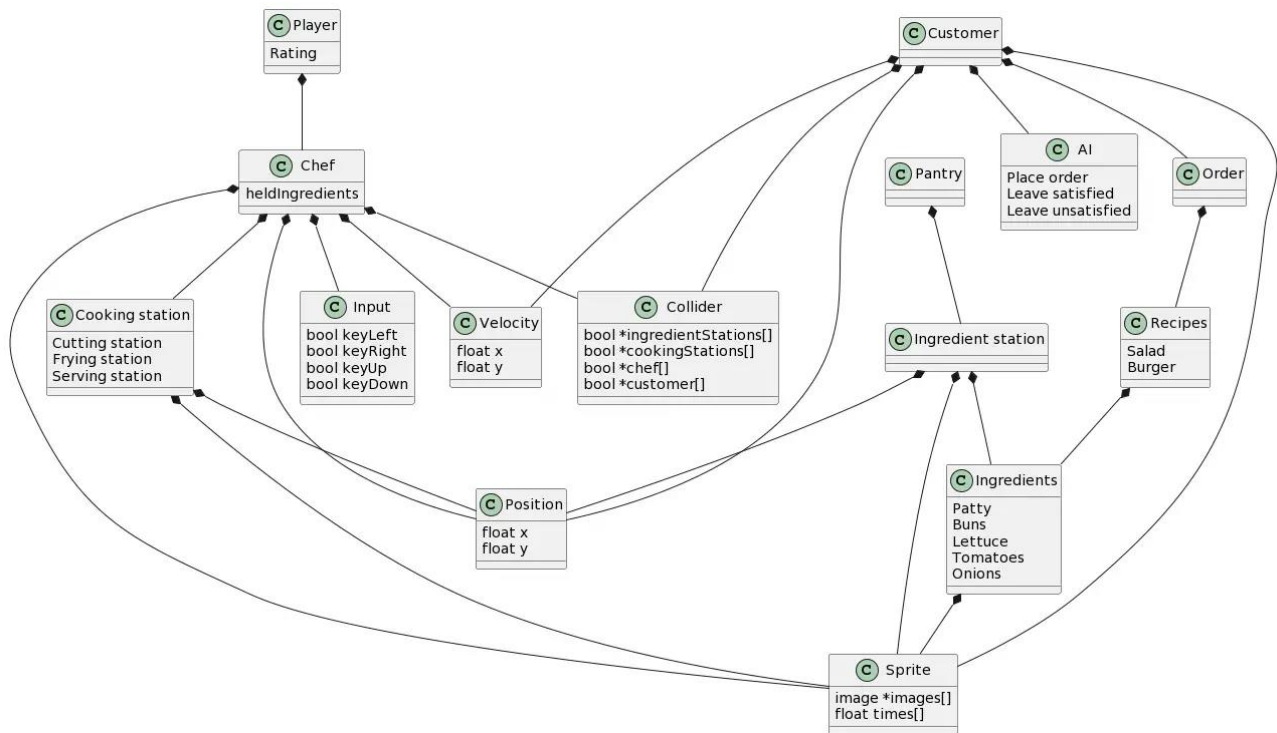 C Player
Rating
C Customer
C Chef
heldIngredients
C Pantry
C AI
Place order
Leave satisfied
Leave unsatisfied
C Order
C Cooking station
Cutting station
Frying station
Serving station
C Input
bool keyLeft
bool keyRight
bool keyUp
bool keyDown
C Velocity
float x
float y
C Collider
bool *ingredientStations[]
bool *cookingStations[]
bool *chef[]
bool *customer[]
C Ingredient station
C Recipes
Salad
Burger
C Position
float x
float y
C Ingredients
Patty
Buns
Lettuce
Tomatoes
Onions
C Sprite
image *images[]
float times[]